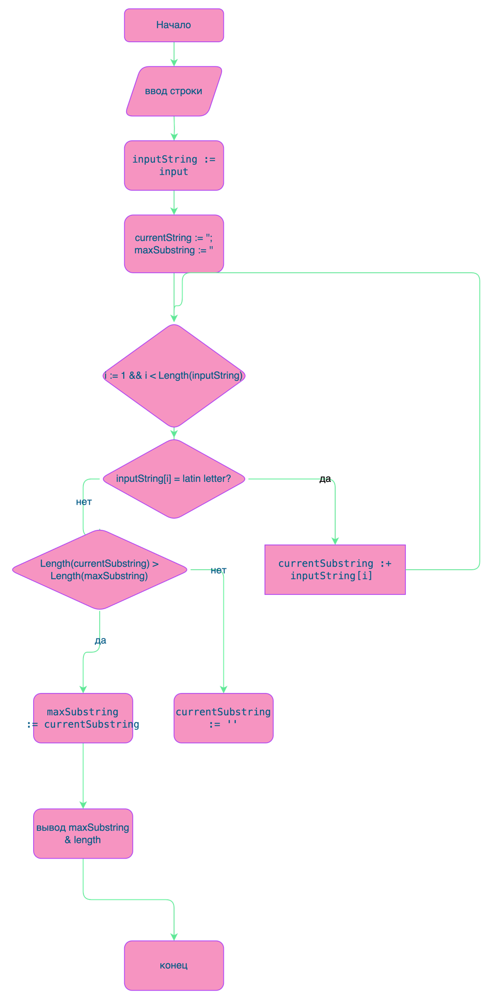 Начало
ввод строки
inputString :=
input
currentString := '';
maxSubstring := ''
i := 1 && i < Length(inputString)
inputString[i] = latin letter?
да
нет
Length(currentSubstring) >
Length(maxSubstring)
нет
currentSubstring :+
inputString[i]
да
maxSubstring
:= currentSubstring
currentSubstring
:= ''
вывод maxSubstring
& length
конец